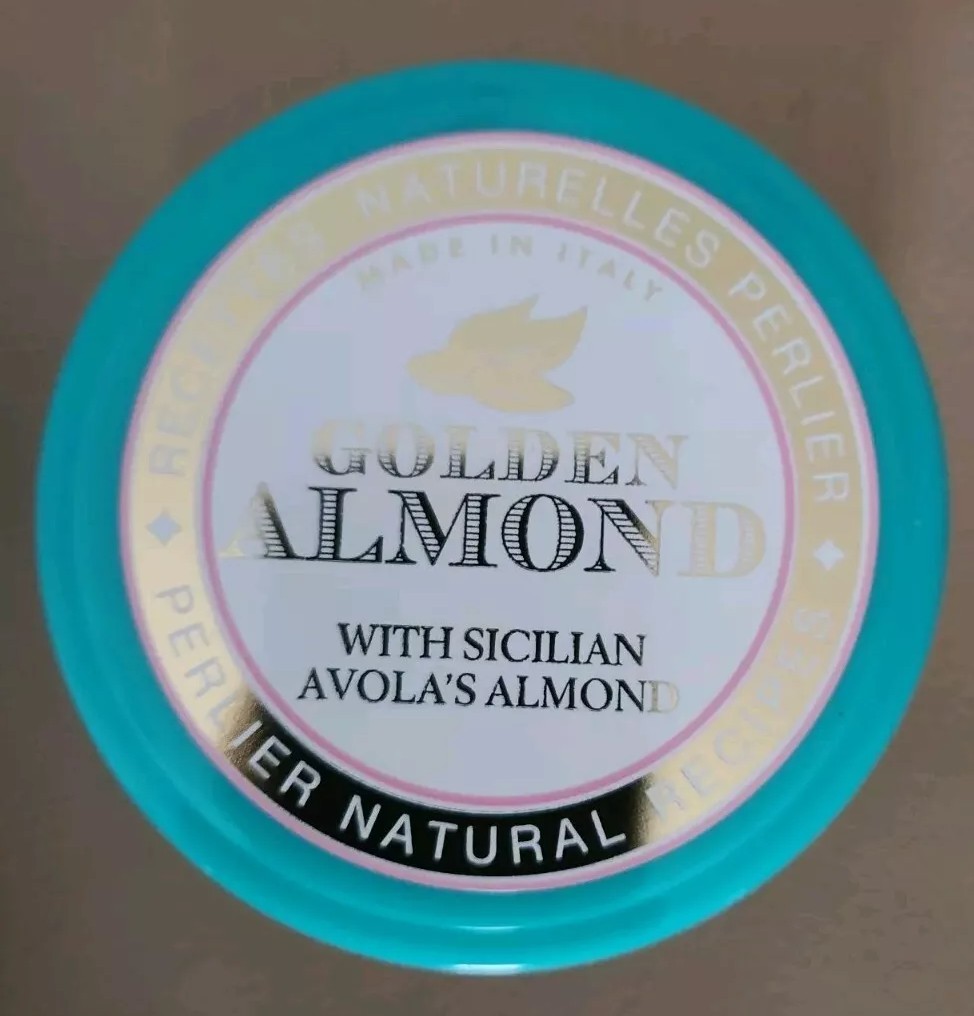 RECETTES NATURELLES PERLIER
MADE IN ITALY
GOLDEN
ALMOND
WITH SICILIAN
AVOLA'S ALMOND
PERLIER NATURAL RECIPES